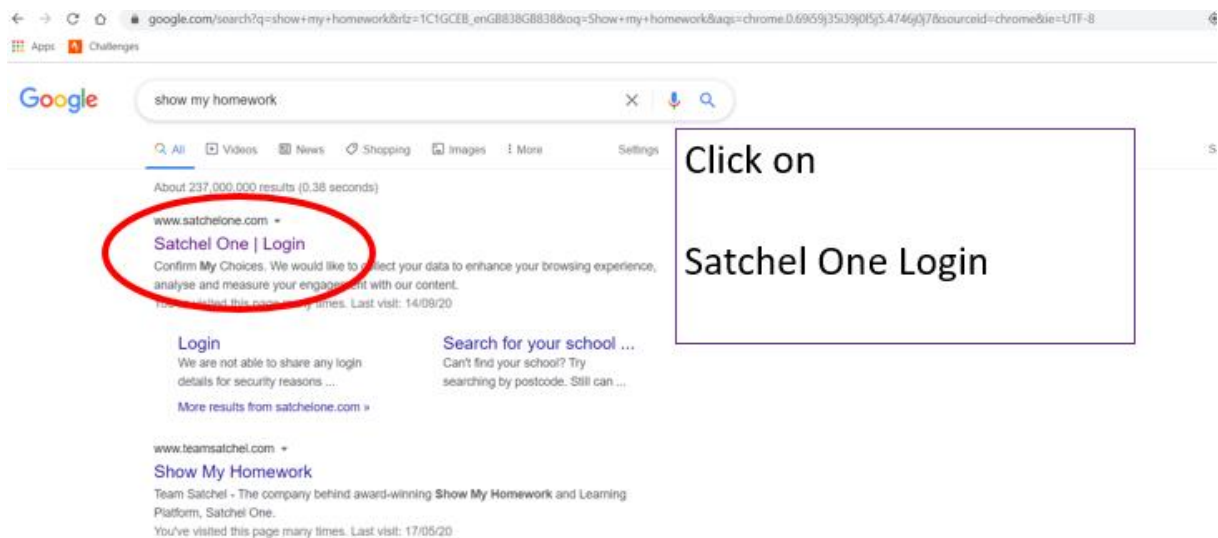 google.com/search?q=show+my+homework&rlz=1C1GCEB_enGB838GB838&oq=Show+my+homework&aqs=chrome.0.69i59j35i39j0l5j5.4746j0j7&sourceid=chrome&ie=UTF-8
Apps Challenges
Google
show my homework
All Videos News Shopping Images More Settings
About 237,000,000 results (0.38 seconds)
www.satchelone.com
Satchel One | Login
Confirm My Choices. We would like to collect your data to enhance your browsing experience,
analyse and measure your engagement with our content.
You've visited this page many times. Last visit: 14/09/20
Click on
Satchel One Login
Login
We are not able to share any login
details for security reasons ...
Search for your school ...
Can't find your school? Try
searching by postcode. Still can ...
More results from satchelone.com »
www.teamsatchel.com
Show My Homework
Team Satchel - The company behind award-winning Show My Homework and Learning
Platform, Satchel One.
You've visited this page many times. Last visit: 17/05/20